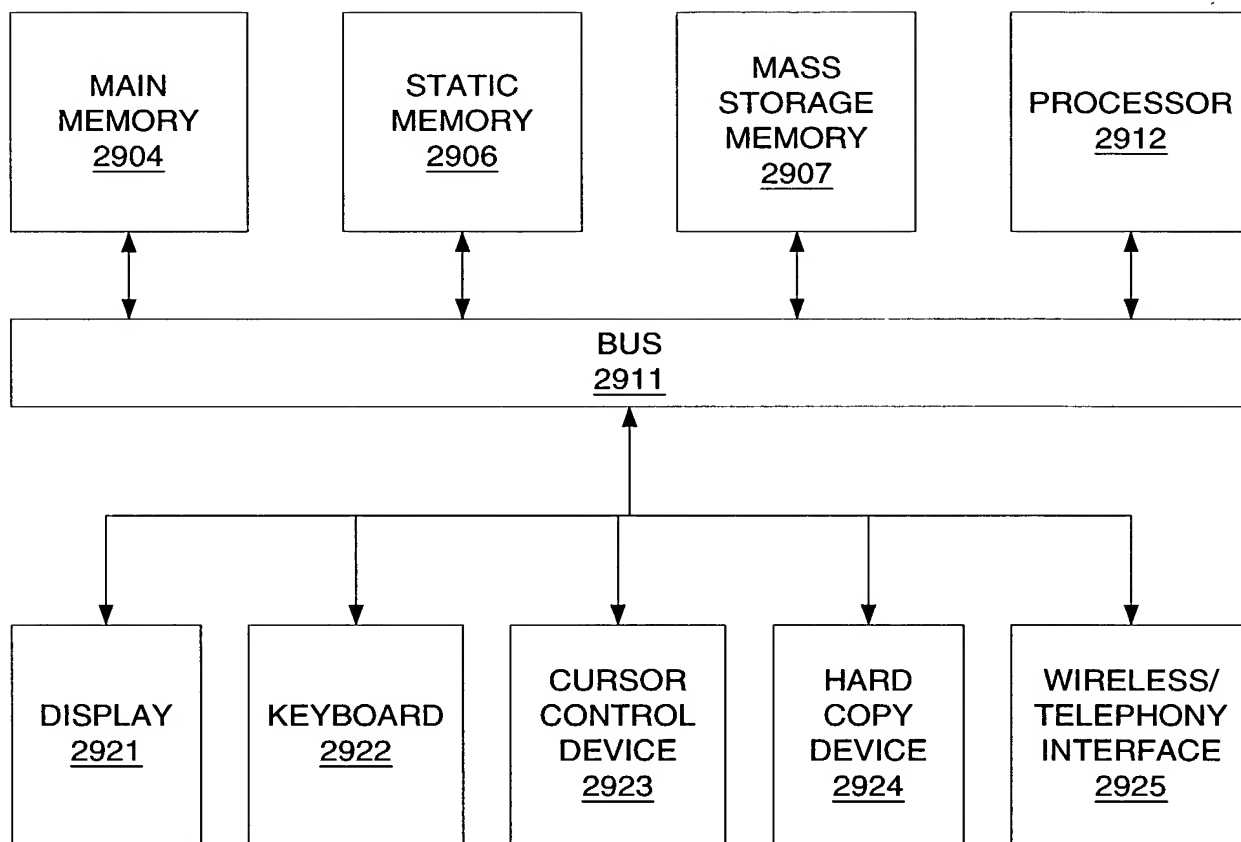 MAIN
MEMORY
2904
STATIC
MEMORY
2906
MASS
STORAGE
MEMORY
2907
PROCESSOR
2912
BUS
2911
DISPLAY
2921
KEYBOARD
2922
CURSOR
CONTROL
DEVICE
2923
HARD
COPY
DEVICE
2924
WIRELESS/
TELEPHONY
INTERFACE
2925